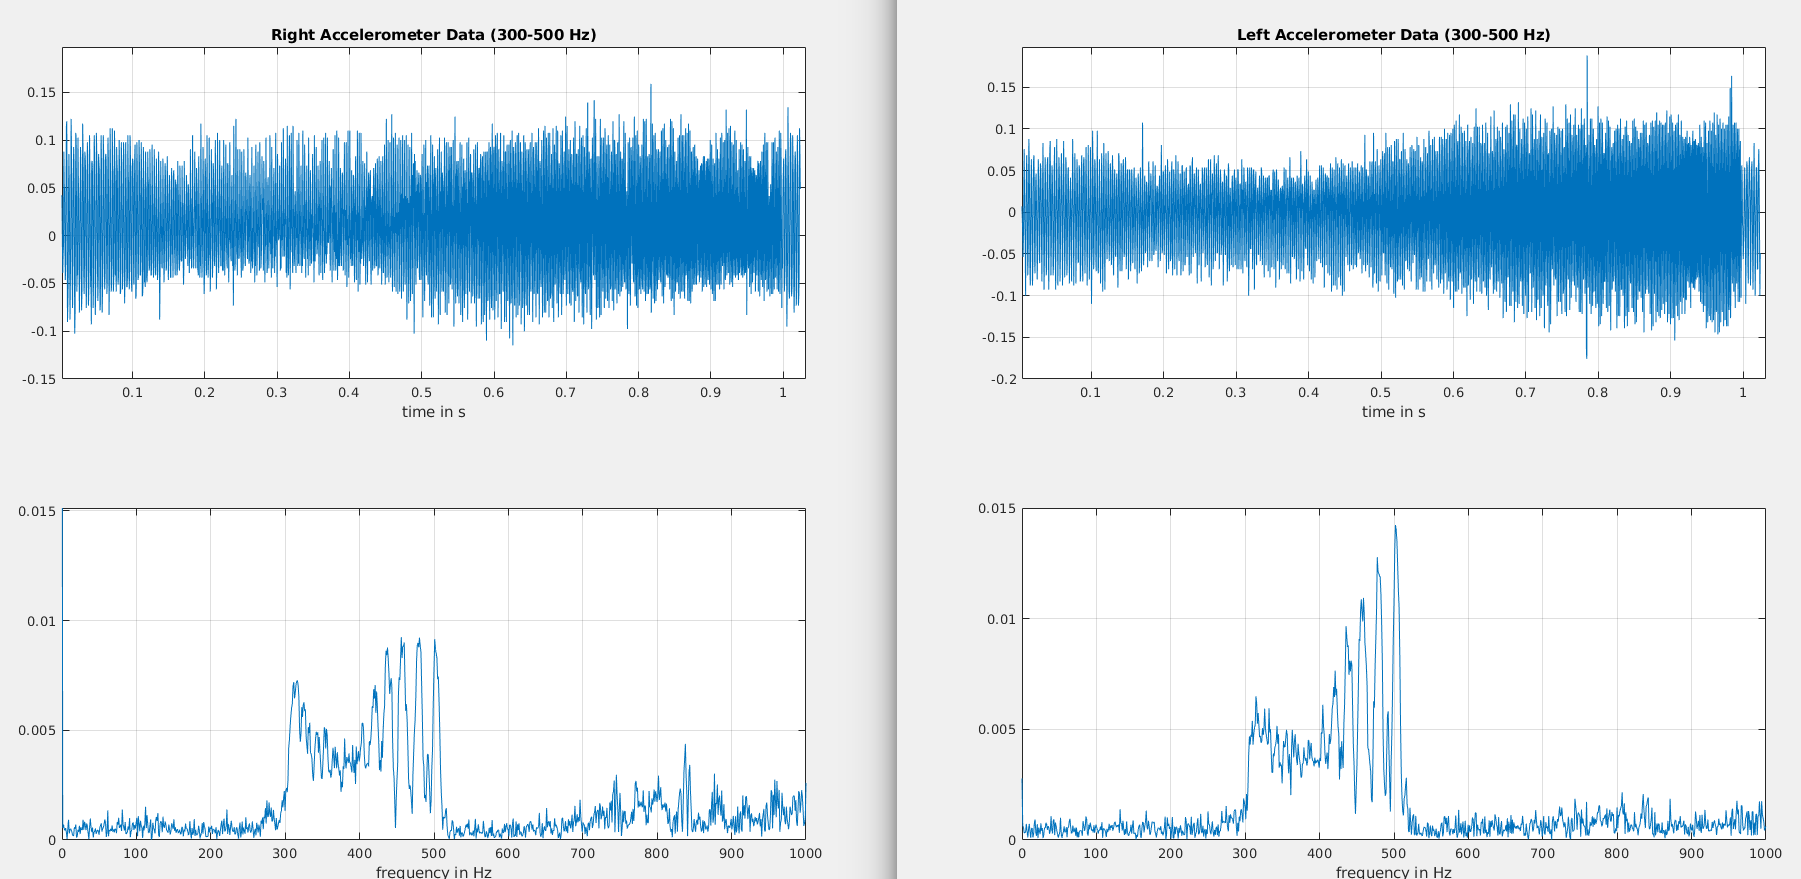 Right Accelerometer Data (300-500 Hz)
0.15
0.1
0.05
0
-0.05
-0.1
-0.15
0.1 0.2 0.3 0.4 0.5 0.6 0.7 0.8 0.9 1
time in s
0.015
0.01
0.005
0
0 100 200 300 400 500 600 700 800 900 1000
frequency in Hz
Left Accelerometer Data (300-500 Hz)
0.15
0.1
0.05
0
-0.05
-0.1
-0.15
-0.2
0.1 0.2 0.3 0.4 0.5 0.6 0.7 0.8 0.9 1
time in s
0.015
0.01
0.005
0
0 100 200 300 400 500 600 700 800 900 1000
frequency in Hz